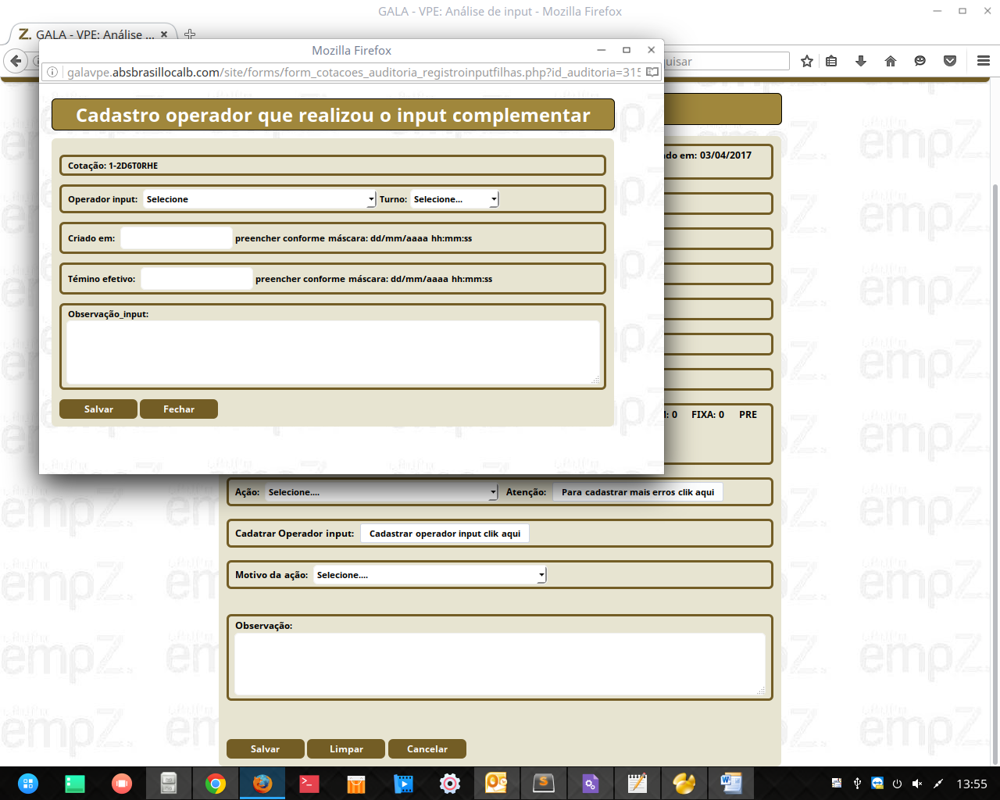 GALA - VPE: Análise de input - Mozilla Firefox
Z. GALA - VPE: Análise ...
Mozilla Firefox
galavpe.absbrasillocalb.com/site/forms/form_cotacoes_auditoria_registroinputfilhas.php?id_auditoria=315
uisar
Cadastro operador que realizou o input complementar
Cotação: 1-2D6T0RHE
do em: 03/04/2017
Operador input: Selecione Turno: Selecione...
Criado em: preencher conforme máscara: dd/mm/aaaa hh:mm:ss
Témino efetivo: preencher conforme máscara: dd/mm/aaaa hh:mm:ss
Observação_input:
Salvar Fechar
: 0 FIXA: 0 PRE
Ação: Selecione.... Atenção: Para cadastrar mais erros clik aqui
Cadatrar Operador input: Cadastrar operador input clik aqui
Motivo da ação: Selecione....
Observação:
Salvar Limpar Cancelar
13:55